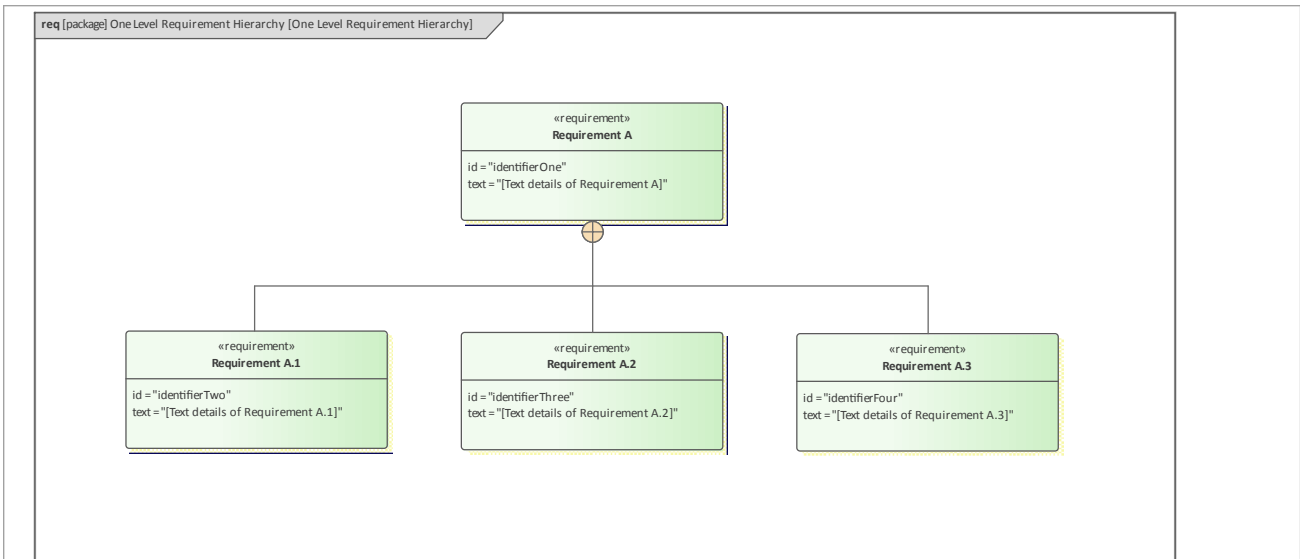 req [package] One Level Requirement Hierarchy [One Level Requirement Hierarchy]
«requirement»
Requirement A
id = "identifierOne"
text = "[Text details of Requirement A]"
«requirement»
Requirement A.1
id = "identifierTwo"
text = "[Text details of Requirement A.1]"
«requirement»
Requirement A.2
id = "identifierThree"
text = "[Text details of Requirement A.2]"
«requirement»
Requirement A.3
id = "identifierFour"
text = "[Text details of Requirement A.3]"